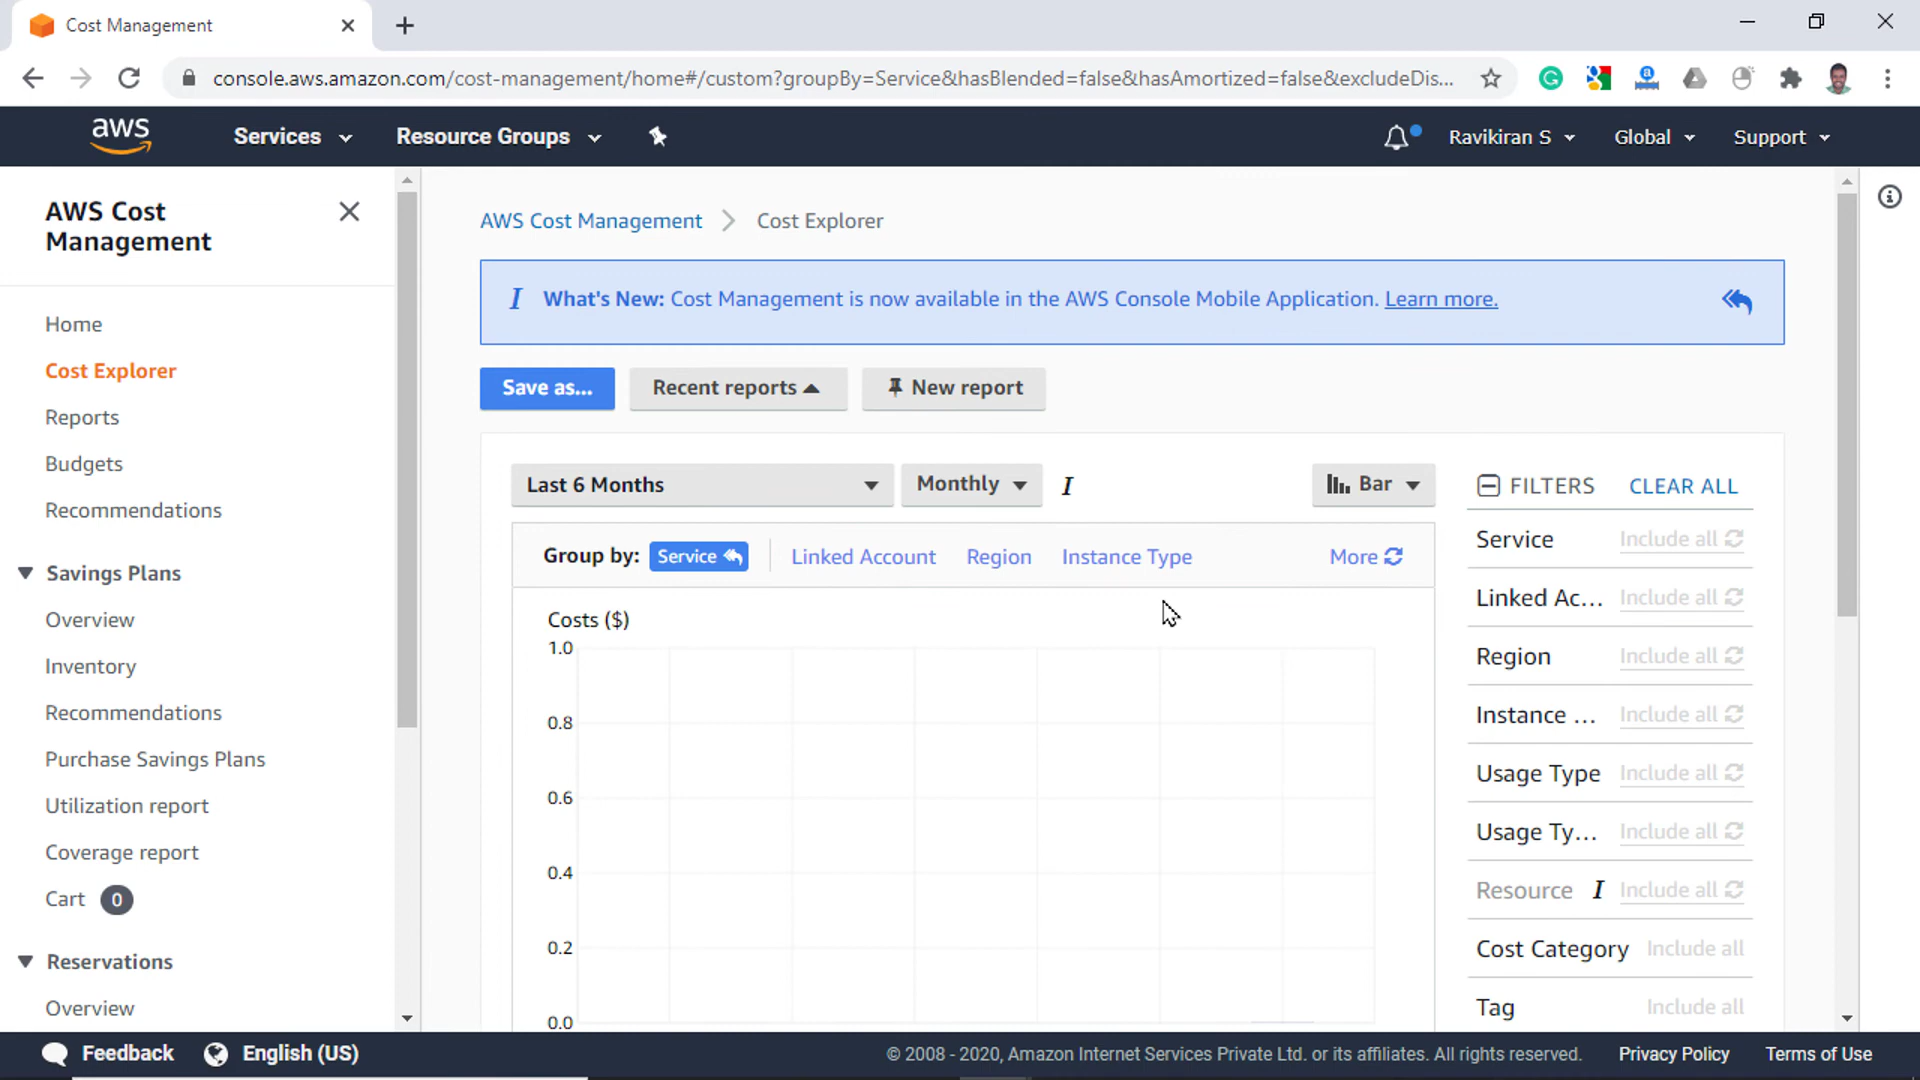 Cost Management
console.aws.amazon.com/cost-management/home#/custom?groupBy=Service&hasBlended=false&hasAmortized=false&excludeDis...
aws Services Resource Groups Ravikiran S Global Support
AWS Cost Management
Home
Cost Explorer
Reports
Budgets
Recommendations
Savings Plans
Overview
Inventory
Recommendations
Purchase Savings Plans
Utilization report
Coverage report
Cart 0
Reservations
Overview
AWS Cost Management Cost Explorer
What's New: Cost Management is now available in the AWS Console Mobile Application. Learn more.
Save as... Recent reports New report
Last 6 Months Monthly Bar
Group by: Service Linked Account Region Instance Type More
Costs ($)
1.0
0.8
0.6
0.4
0.2
0.0
FILTERS CLEAR ALL
Service Include all
Linked Ac... Include all
Region Include all
Instance ... Include all
Usage Type Include all
Usage Ty... Include all
Resource Include all
Cost Category Include all
Tag Include all
Feedback English (US) © 2008 - 2020, Amazon Internet Services Private Ltd. or its affiliates. All rights reserved. Privacy Policy Terms of Use